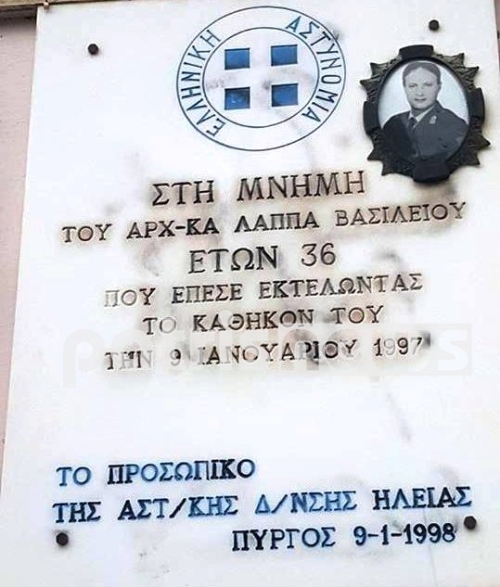 ΕΛΛΗΝΙΚΗ ΑΣΤΥΝΟΜΙΑ
ΣΤΗ ΜΝΗΜΗ
ΤΟΥ ΑΡΧ-ΚΑ ΛΑΠΠΑ ΒΑΣΙΛΕΙΟΥ
ΕΤΩΝ 36
ΠΟΥ ΕΠΕΣΕ ΕΚΤΕΛΩΝΤΑΣ
ΤΟ ΚΑΘΗΚΟΝ ΤΟΥ
ΤΗΝ 9 ΙΑΝΟΥΑΡΙΟΥ 1997
ΤΟ ΠΡΟΣΩΠΙΚΟ
ΤΗΣ ΑΣΤ/ΚΗΣ Δ/ΝΣΗΣ ΗΛΕΙΑΣ
ΠΥΡΓΟΣ 9-1-1998